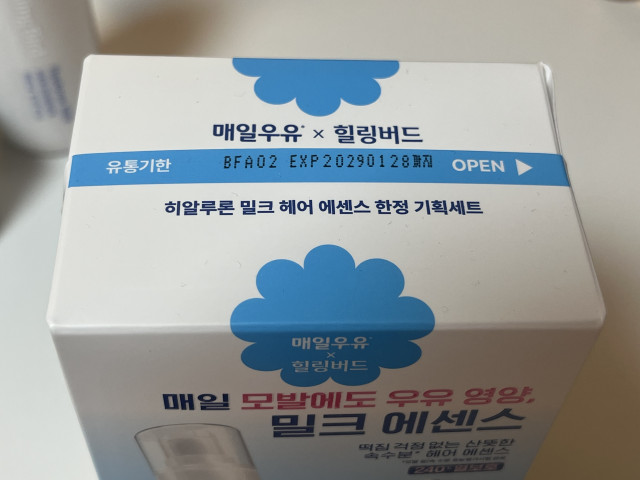 매일우유 × 힐링버드
유통기한 BFA02 EXP20290128까지 OPEN ▶
히알루론 밀크 헤어 에센스 한정 기획세트
매일우유
×
힐링버드
매일 모발에도 우유 영양,
밀크 에센스
떡짐 걱정 없는 산뜻한
속수분* 헤어 에센스